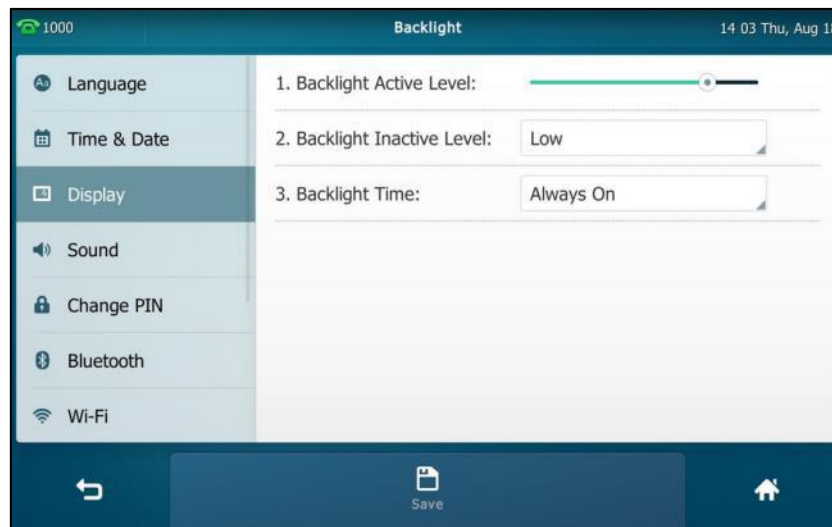 1000
Backlight
14 03 Thu, Aug 18
Language
Time & Date
Display
Sound
Change PIN
Bluetooth
Wi-Fi
1. Backlight Active Level:
2. Backlight Inactive Level: Low
3. Backlight Time: Always On
Save